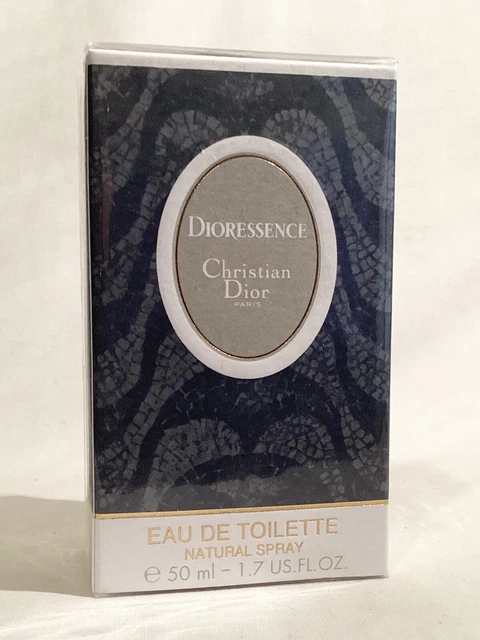 DIORESSENCE
Christian
Dior
PARIS
EAU DE TOILETTE
NATURAL SPRAY
℮ 50 ml – 1.7 US.FL.OZ.